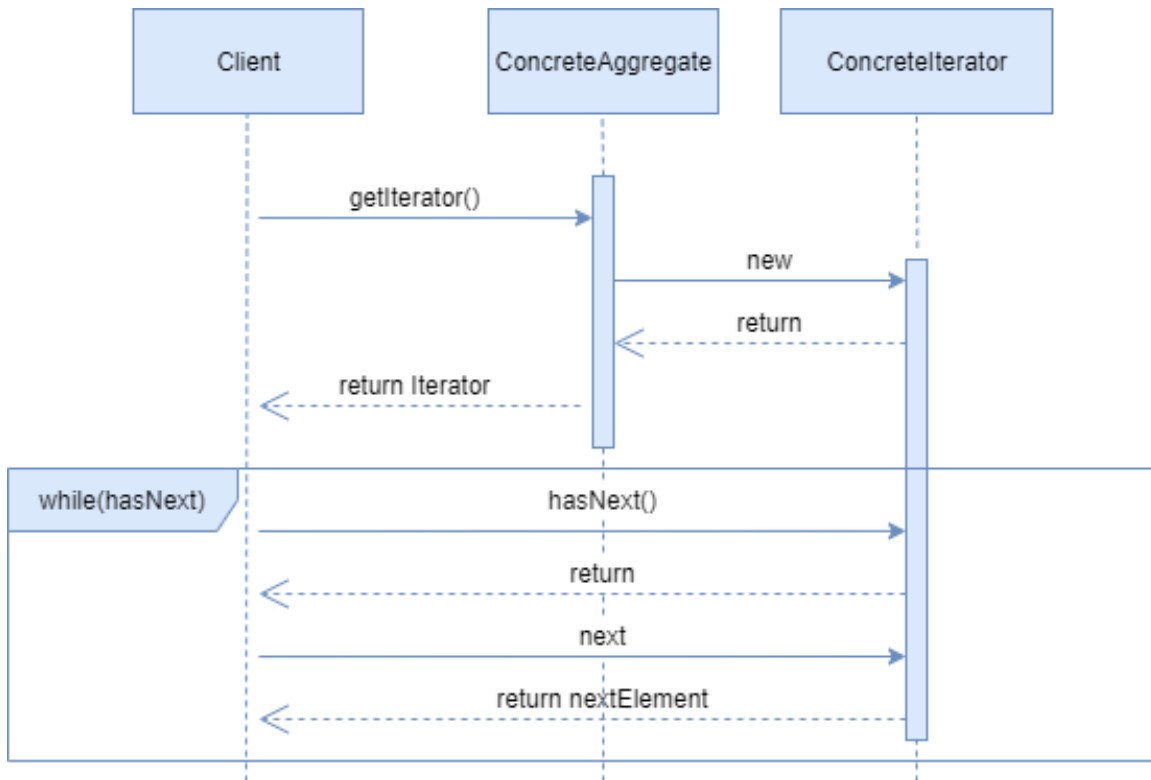 Client
ConcreteAggregate
ConcreteIterator
getIterator()
new
return
return Iterator
while(hasNext)
hasNext()
return
next
return nextElement